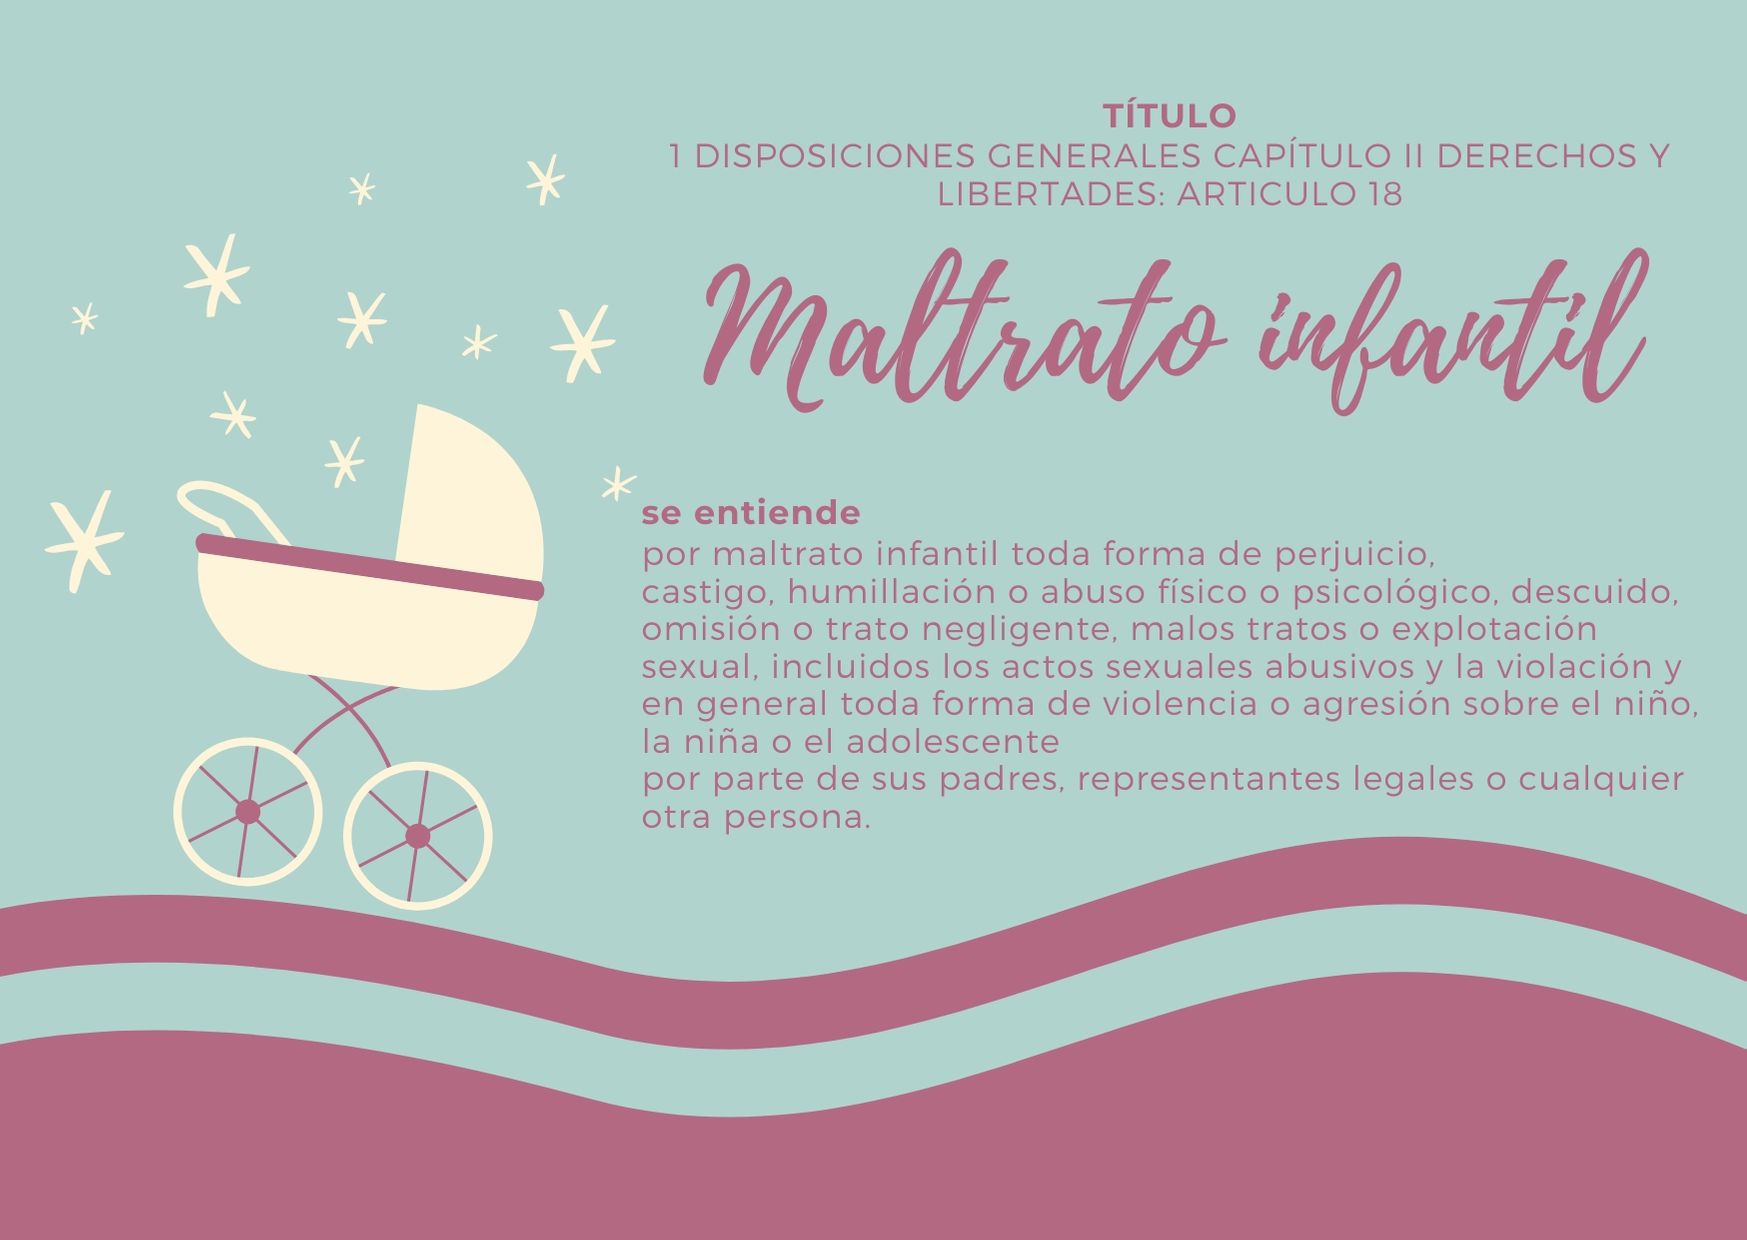 TÍTULO
1 DISPOSICIONES GENERALES CAPÍTULO II DERECHOS Y
LIBERTADES: ARTICULO 18
Maltrato infantil
se entiende
por maltrato infantil toda forma de perjuicio,
castigo, humillación o abuso físico o psicológico, descuido,
omisión o trato negligente, malos tratos o explotación
sexual, incluidos los actos sexuales abusivos y la violación y
en general toda forma de violencia o agresión sobre el niño,
la niña o el adolescente
por parte de sus padres, representantes legales o cualquier
otra persona.